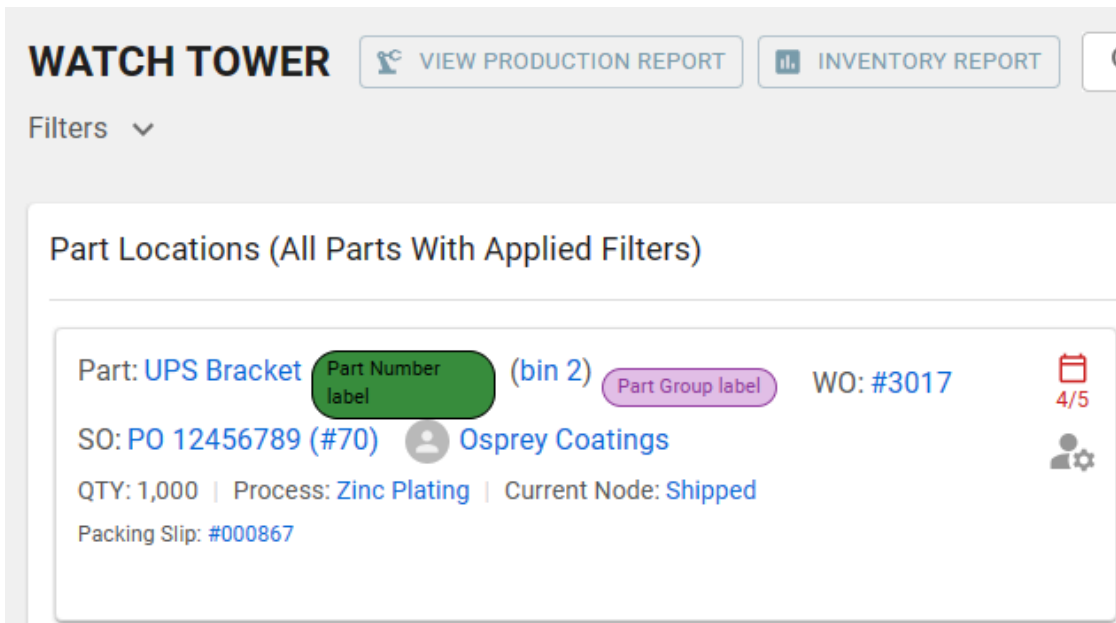 WATCH TOWER VIEW PRODUCTION REPORT INVENTORY REPORT
Filters
Part Locations (All Parts With Applied Filters)
Part: UPS Bracket Part Number label (bin 2) Part Group label WO: #3017
4/5
SO: PO 12456789 (#70) Osprey Coatings
QTY: 1,000 | Process: Zinc Plating | Current Node: Shipped
Packing Slip: #000867